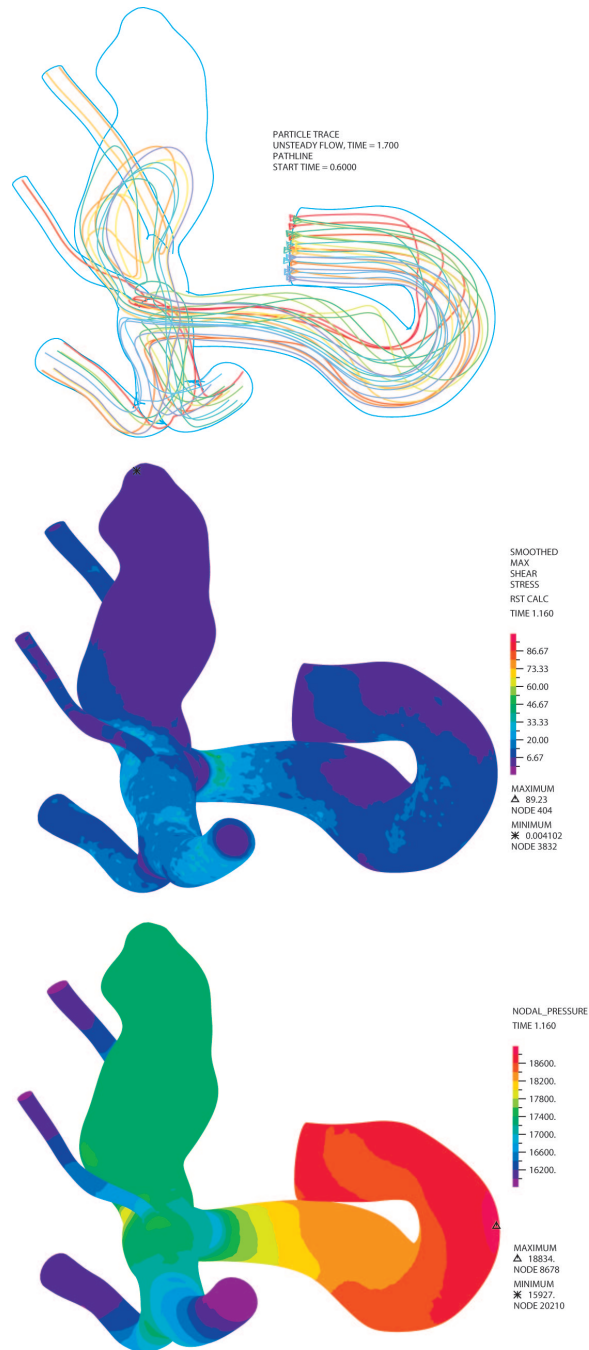 PARTICLE TRACE
UNSTEADY FLOW, TIME = 1.700
PATHLINE
START TIME = 0.6000
SMOOTHED
MAX
SHEAR
STRESS
RST CALC
TIME 1.160
86.67
73.33
60.00
46.67
33.33
20.00
6.67
MAXIMUM
△ 89.23
NODE 404
MINIMUM
✳ 0.004102
NODE 3832
NODAL_PRESSURE
TIME 1.160
18600.
18200.
17800.
17400.
17000.
16600.
16200.
MAXIMUM
△ 18834.
NODE 8678
MINIMUM
✳ 15927.
NODE 20210